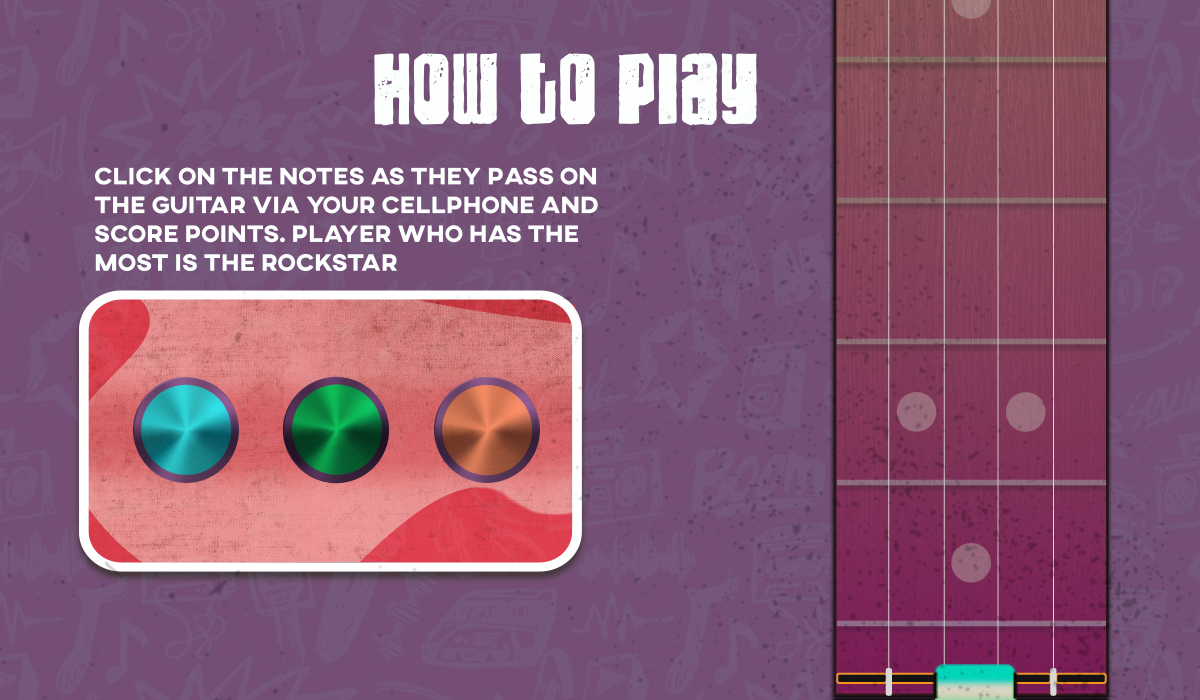 How to Play
CLICK ON THE NOTES AS THEY PASS ON
THE GUITAR VIA YOUR CELLPHONE AND
SCORE POINTS. PLAYER WHO HAS THE
MOST IS THE ROCKSTAR